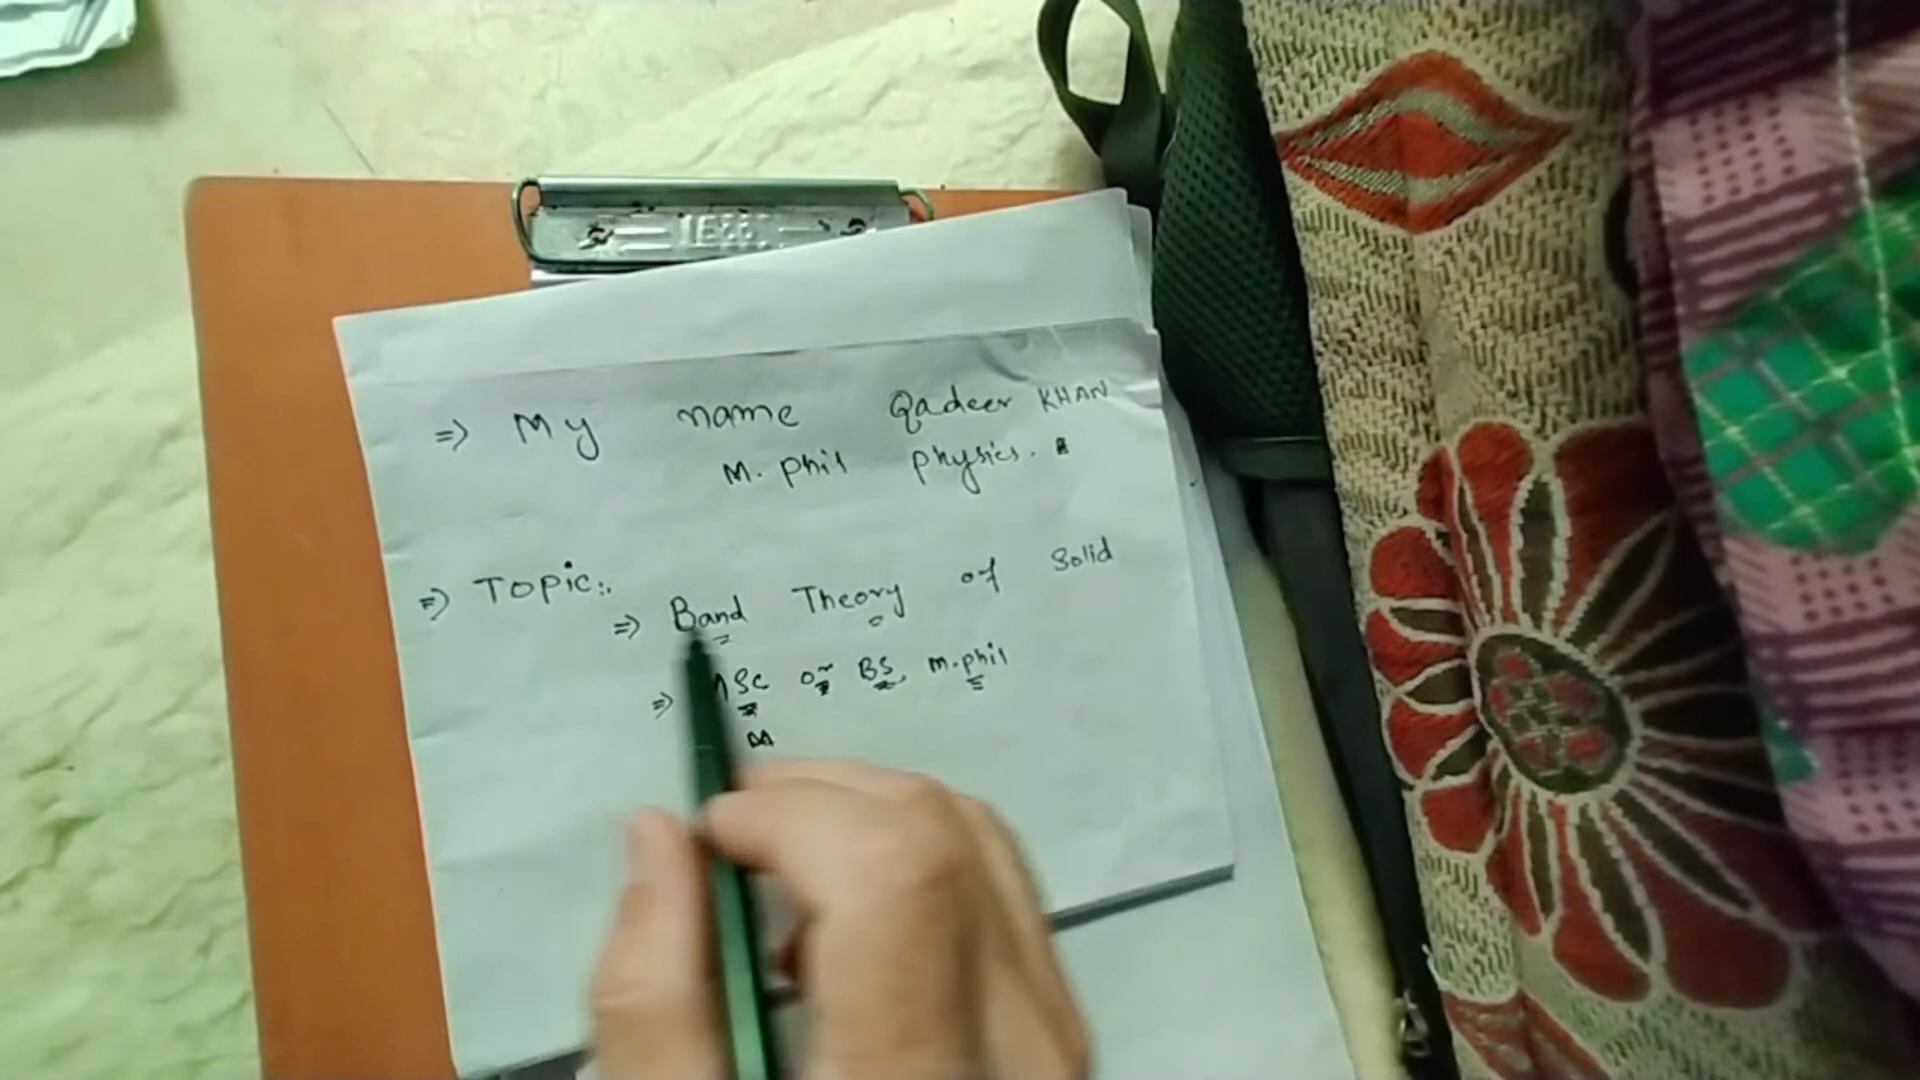 ⇒ My name Qadeer KHAN
M. phil physics.
⇒ TOPIC:.
⇒ Band Theory of Solid
⇒ MSc or BS, M.phil